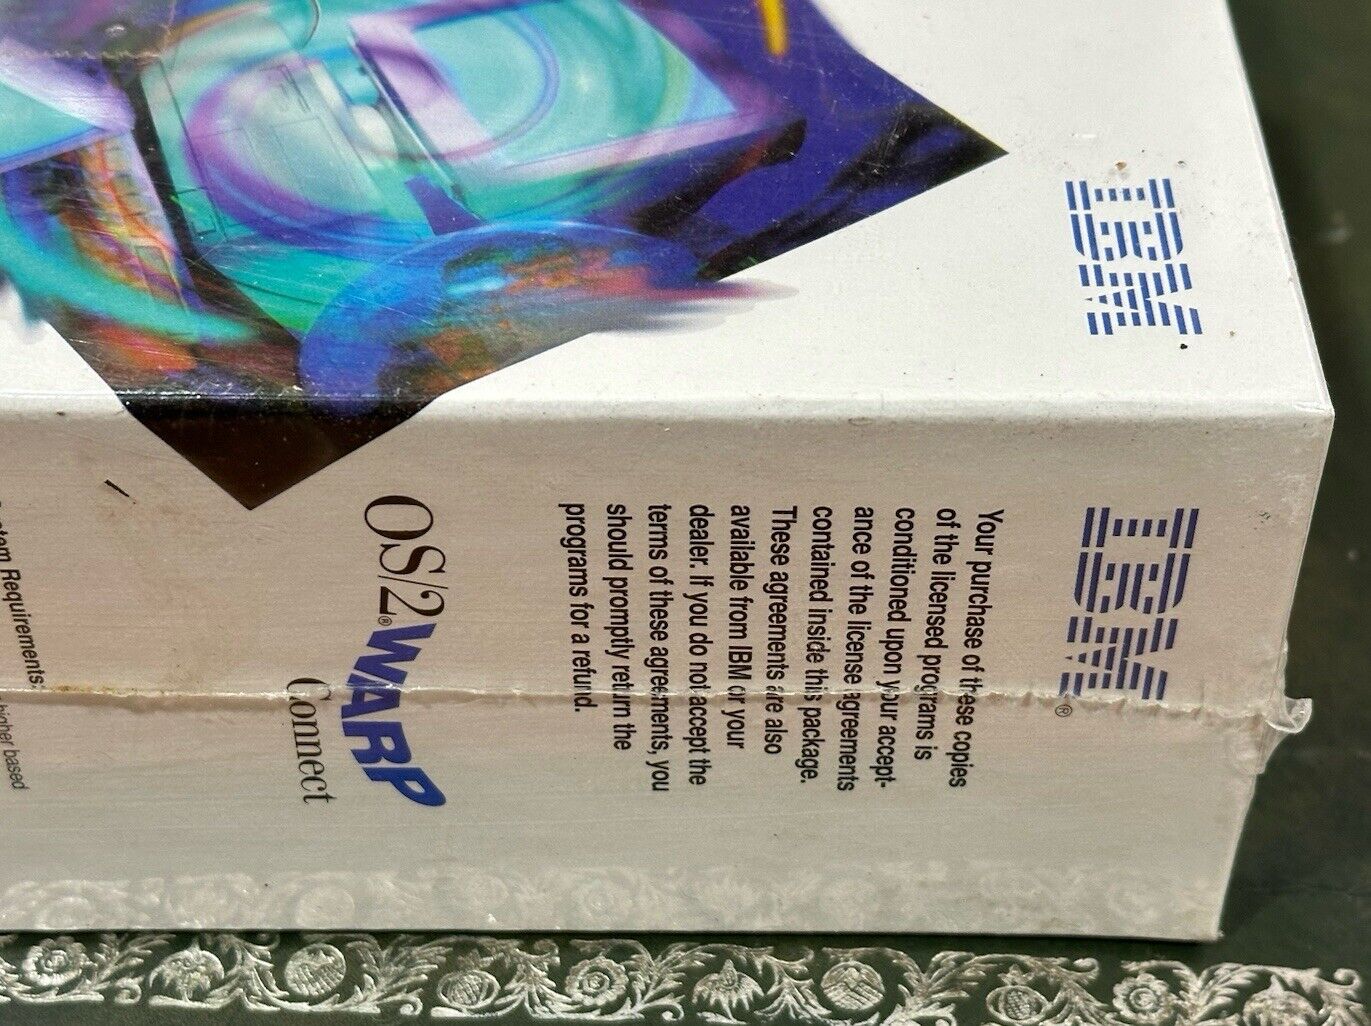 IBM
IBM®
Your purchase of these copies
of the licensed programs is
conditioned upon your accept-
ance of the license agreements
contained inside this package.
These agreements are also
available from IBM or your
dealer. If you do not accept the
terms of these agreements, you
should promptly return the
programs for a refund.
OS/2® WARP
Connect
Requirements:
higher based